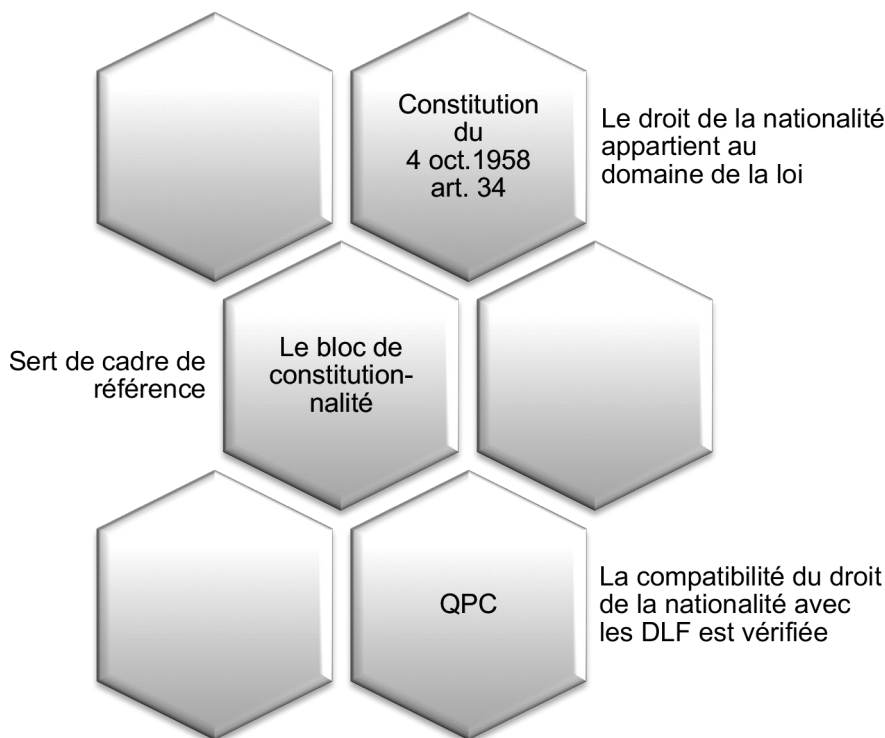 Constitution
du
4 oct.1958
art. 34
Le droit de la nationalité
appartient au
domaine de la loi
Sert de cadre de
référence
Le bloc de
constitution-
nalité
QPC
La compatibilité du droit
de la nationalité avec
les DLF est vérifiée